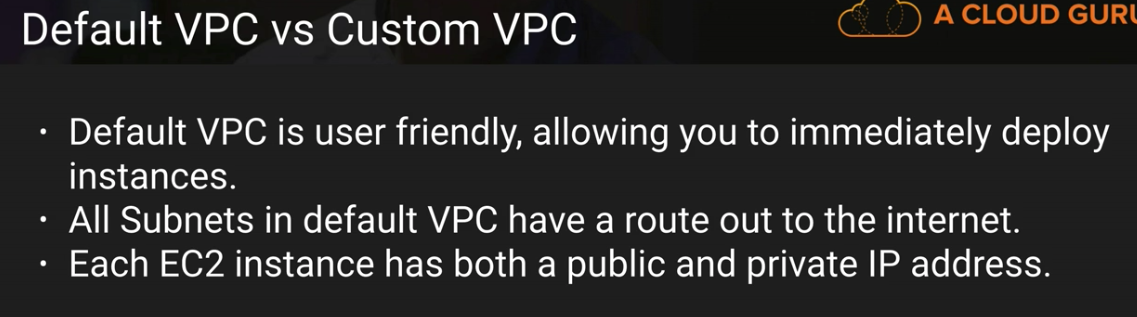 Default VPC vs Custom VPC
A CLOUD GURU
• Default VPC is user friendly, allowing you to immediately deploy
instances.
• All Subnets in default VPC have a route out to the internet.
• Each EC2 instance has both a public and private IP address.